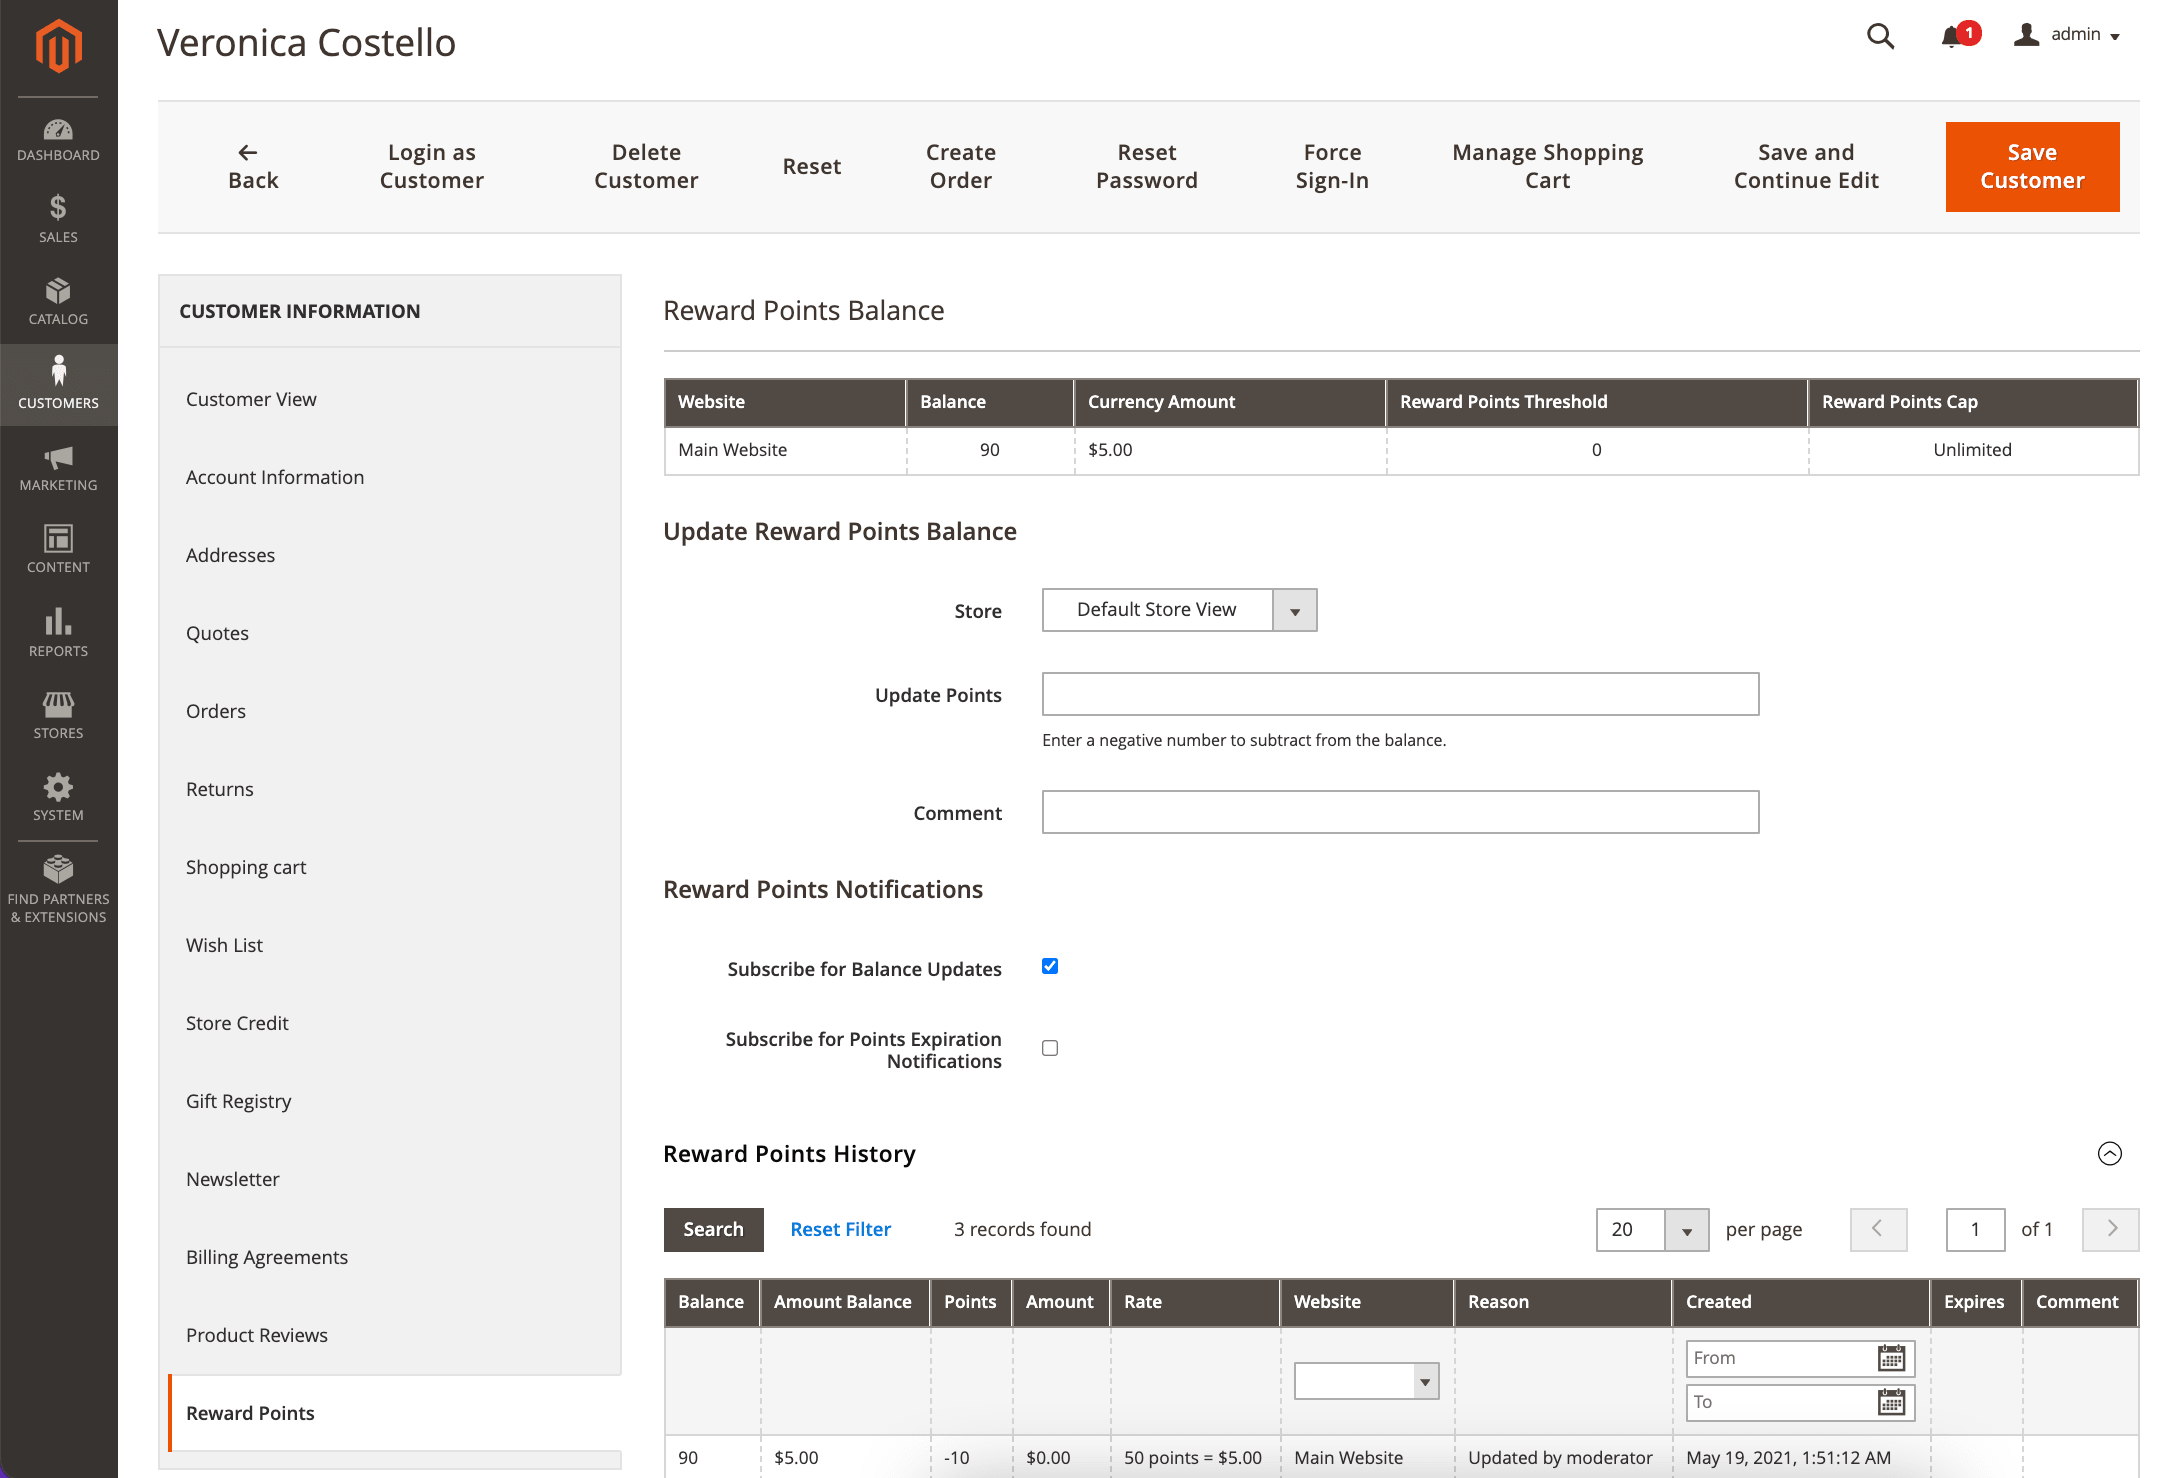 Veronica Costello
1
admin
DASHBOARD
SALES
CATALOG
CUSTOMERS
MARKETING
CONTENT
REPORTS
STORES
SYSTEM
FIND PARTNERS
& EXTENSIONS
Back
Login as
Customer
Delete
Customer
Reset
Create
Order
Reset
Password
Force
Sign-In
Manage Shopping
Cart
Save and
Continue Edit
Save
Customer
CUSTOMER INFORMATION
Customer View
Account Information
Addresses
Quotes
Orders
Returns
Shopping cart
Wish List
Store Credit
Gift Registry
Newsletter
Billing Agreements
Product Reviews
Reward Points
Reward Points Balance
Website Balance Currency Amount Reward Points Threshold Reward Points Cap
Main Website 90 $5.00 0 Unlimited
Update Reward Points Balance
Store Default Store View
Update Points
Enter a negative number to subtract from the balance.
Comment
Reward Points Notifications
Subscribe for Balance Updates
Subscribe for Points Expiration
Notifications
Reward Points History
Search Reset Filter 3 records found 20 per page 1 of 1
Balance Amount Balance Points Amount Rate Website Reason Created Expires Comment
From
To
90 $5.00 -10 $0.00 50 points = $5.00 Main Website Updated by moderator May 19, 2021, 1:51:12 AM